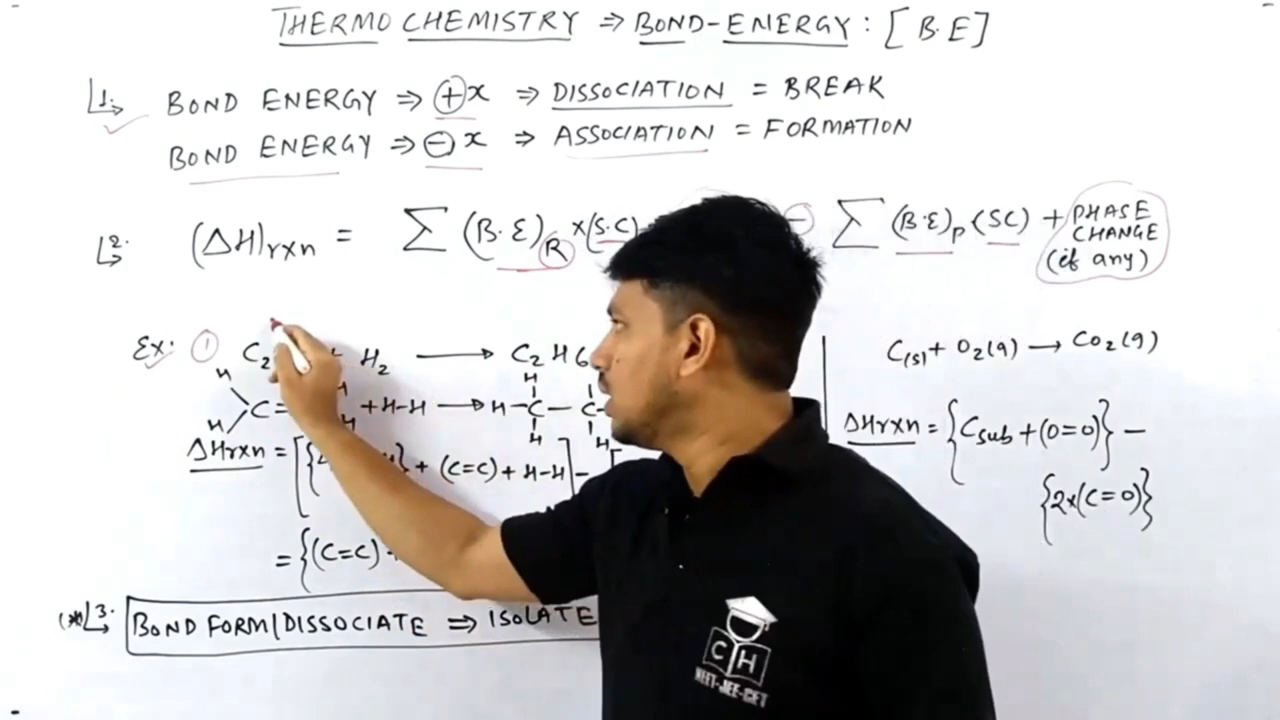 THERMO CHEMISTRY ⇒ BOND-ENERGY : [B.E]
1. BOND ENERGY ⇒ +x ⇒ DISSOCIATION = BREAK
BOND ENERGY ⇒ -x ⇒ ASSOCIATION = FORMATION
2. (ΔH)rxn = Σ (B.E)R ×(S.C) - Σ (B.E)p (SC) + PHASE CHANGE (if any)
Ex: 1 C2 + H2 → C2H6
H H H H
C= +H-H → H-C-C
H H H H
ΔHrxn = [{ } + (C=C) + H-H] - [
= {(C=C)
C(s) + O2(g) → CO2(g)
ΔHrxn = {Csub + (O=O)} -
{2×(C=O)}
(*) 3. BOND FORM/DISSOCIATE ⇒ ISOLATE
CH
NEET-JEE-CET